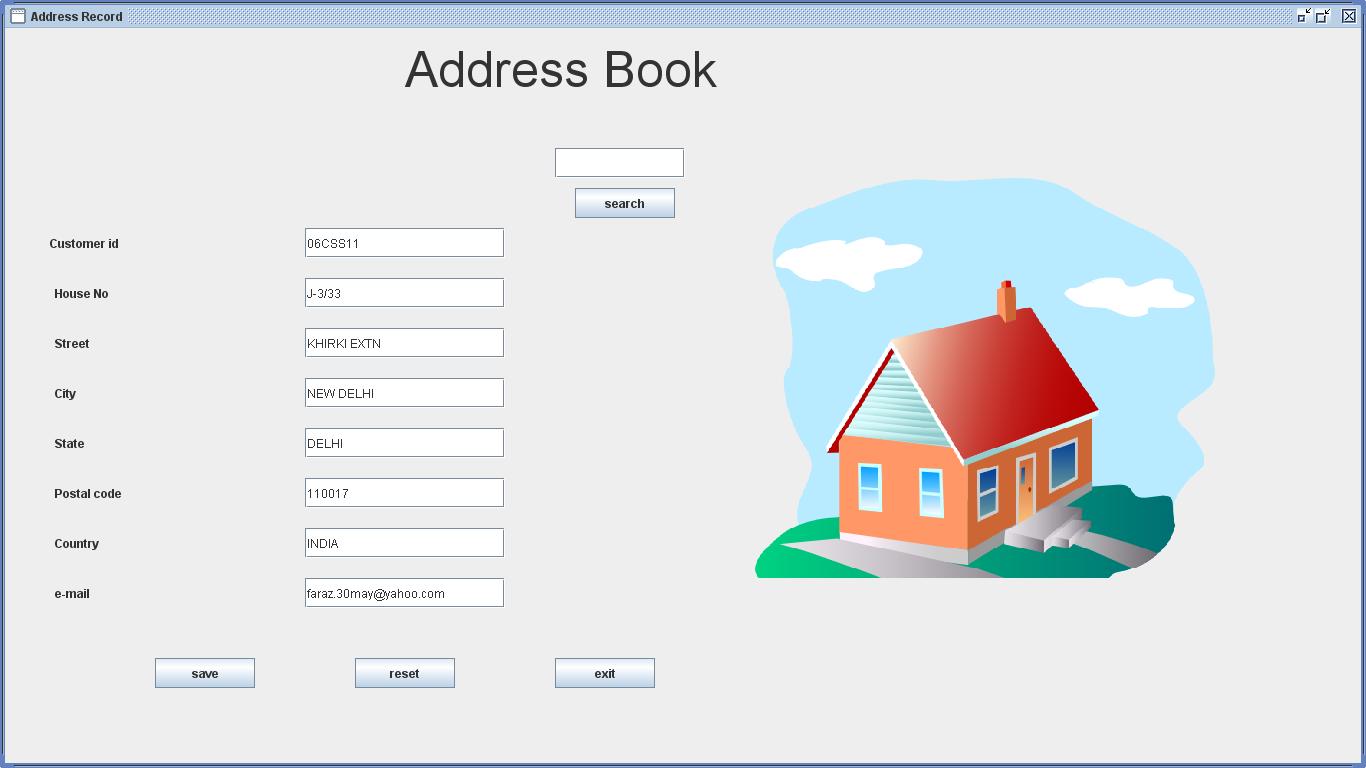 Address Record
Address Book
search
Customer id 06CSS11
House No J-3/33
Street KHIRKI EXTN
City NEW DELHI
State DELHI
Postal code 110017
Country INDIA
e-mail faraz.30may@yahoo.com
save reset exit